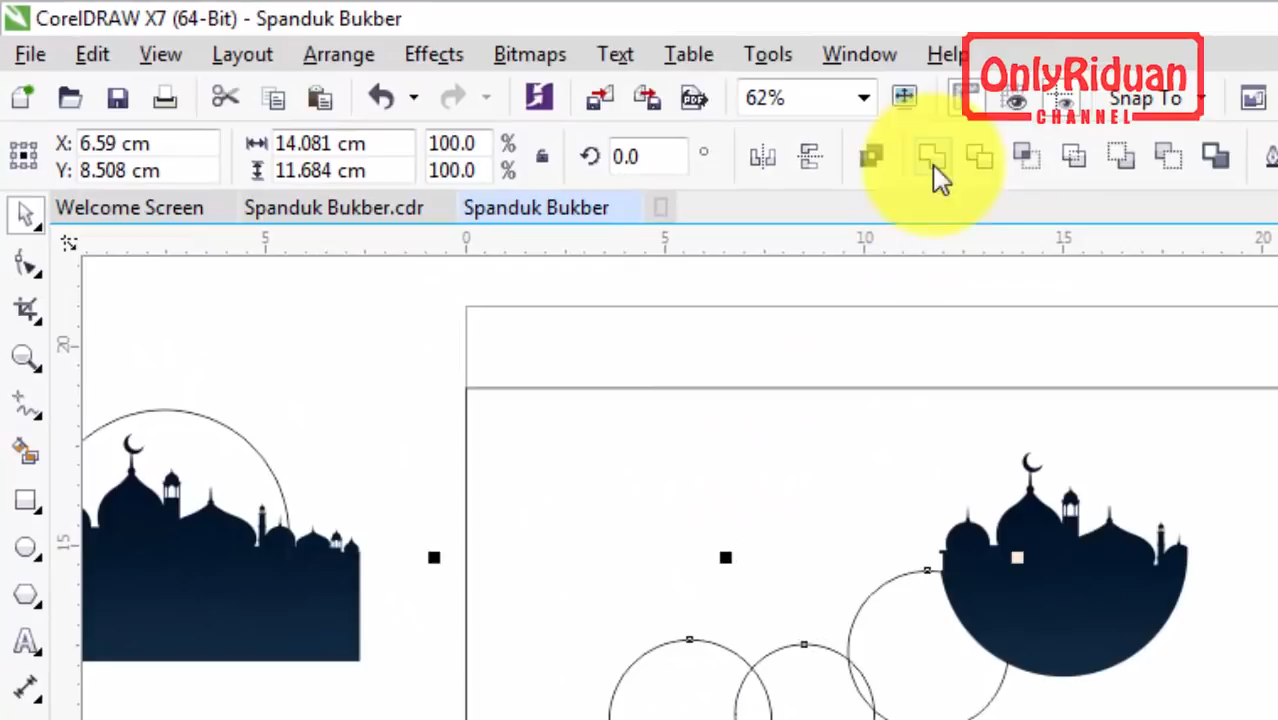 CorelDRAW X7 (64-Bit) - Spanduk Bukber
File Edit View Layout Arrange Effects Bitmaps Text Table Tools Window Help
OnlyRiduan
CHANNEL
62% Snap To
X: 6.59 cm 14.081 cm 100.0 % 0.0 °
Y: 8.508 cm 11.684 cm 100.0 %
Welcome Screen Spanduk Bukber.cdr Spanduk Bukber
5 0 5 10 15 20
20
15